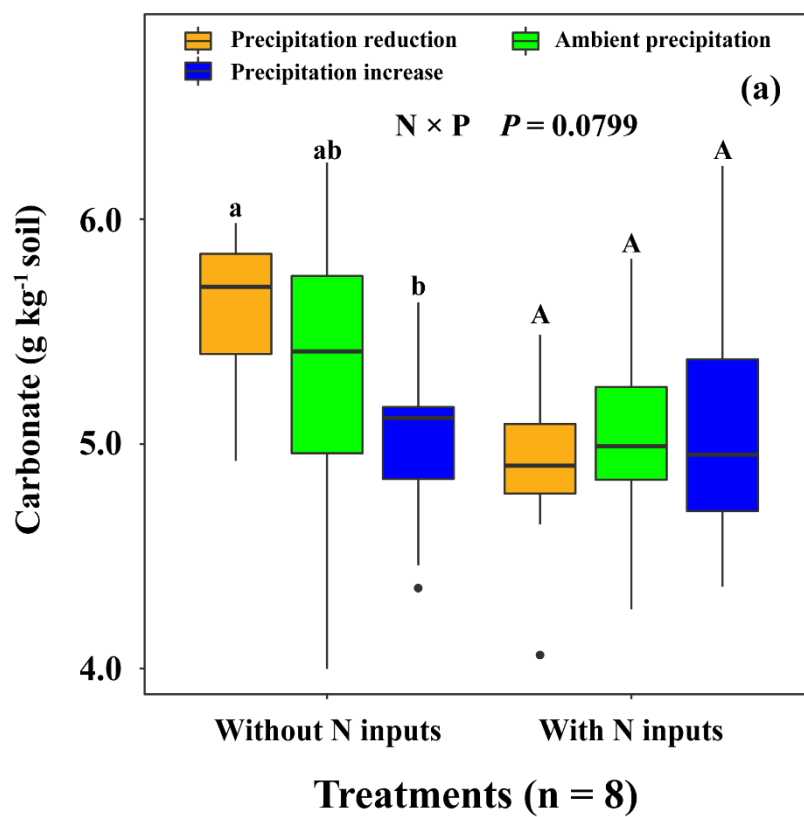 Precipitation reduction
Ambient precipitation
Precipitation increase
(a)
N × P P = 0.0799
a
ab
b
A
A
A
Carbonate (g kg⁻¹ soil)
6.0
5.0
4.0
Without N inputs
With N inputs
Treatments (n = 8)